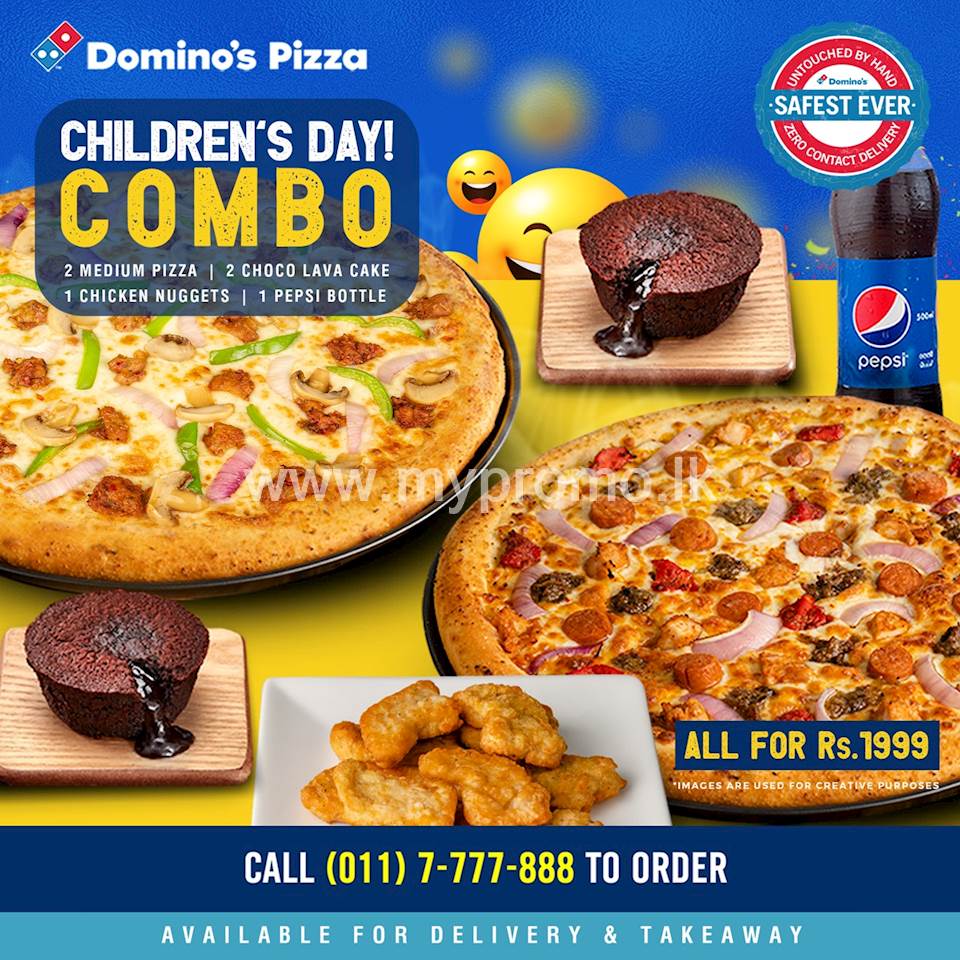 Domino's Pizza
UNTOUCHED BY HAND
Domino's
SAFEST EVER
ZERO CONTACT DELIVERY
CHILDREN'S DAY!
COMBO
2 MEDIUM PIZZA | 2 CHOCO LAVA CAKE
1 CHICKEN NUGGETS | 1 PEPSI BOTTLE
500ml
pepsi
www.mypromo.lk
ALL FOR Rs.1999
*IMAGES ARE USED FOR CREATIVE PURPOSES
CALL (011) 7-777-888 TO ORDER
AVAILABLE FOR DELIVERY & TAKEAWAY